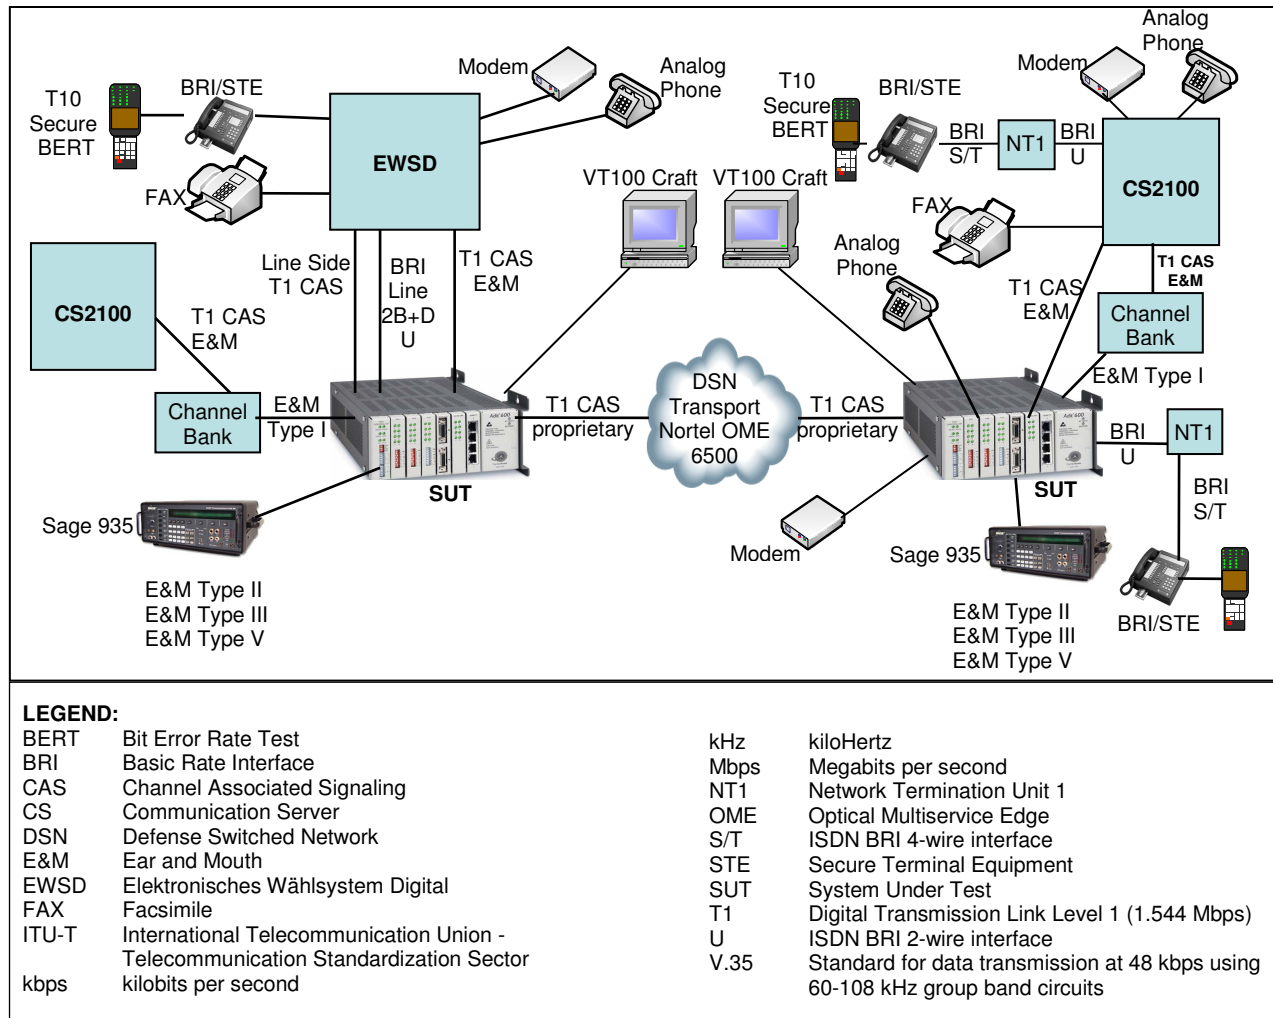 Modem
Analog
Phone
BRI/STE
T10
Secure
BERT
EWSD
FAX
VT100 Craft
VT100 Craft
T10
Secure
BERT
BRI/STE
BRI
S/T
NT1
BRI
U
Modem
Analog
Phone
CS2100
FAX
Analog
Phone
T1 CAS
E&M
T1 CAS
E&M
Channel
Bank
E&M Type I
CS2100
T1 CAS
E&M
Line Side
T1 CAS
BRI
Line
2B+D
U
T1 CAS
E&M
Channel
Bank
E&M
Type I
SUT
T1 CAS
proprietary
DSN
Transport
Nortel OME
6500
T1 CAS
proprietary
SUT
BRI
U
NT1
BRI
S/T
BRI/STE
Modem
Sage 935
E&M Type II
E&M Type III
E&M Type V
Sage 935
E&M Type II
E&M Type III
E&M Type V
LEGEND:
BERT Bit Error Rate Test
BRI Basic Rate Interface
CAS Channel Associated Signaling
CS Communication Server
DSN Defense Switched Network
E&M Ear and Mouth
EWSD Elektronisches Wählsystem Digital
FAX Facsimile
ITU-T International Telecommunication Union -
Telecommunication Standardization Sector
kbps kilobits per second
kHz kiloHertz
Mbps Megabits per second
NT1 Network Termination Unit 1
OME Optical Multiservice Edge
S/T ISDN BRI 4-wire interface
STE Secure Terminal Equipment
SUT System Under Test
T1 Digital Transmission Link Level 1 (1.544 Mbps)
U ISDN BRI 2-wire interface
V.35 Standard for data transmission at 48 kbps using
60-108 kHz group band circuits